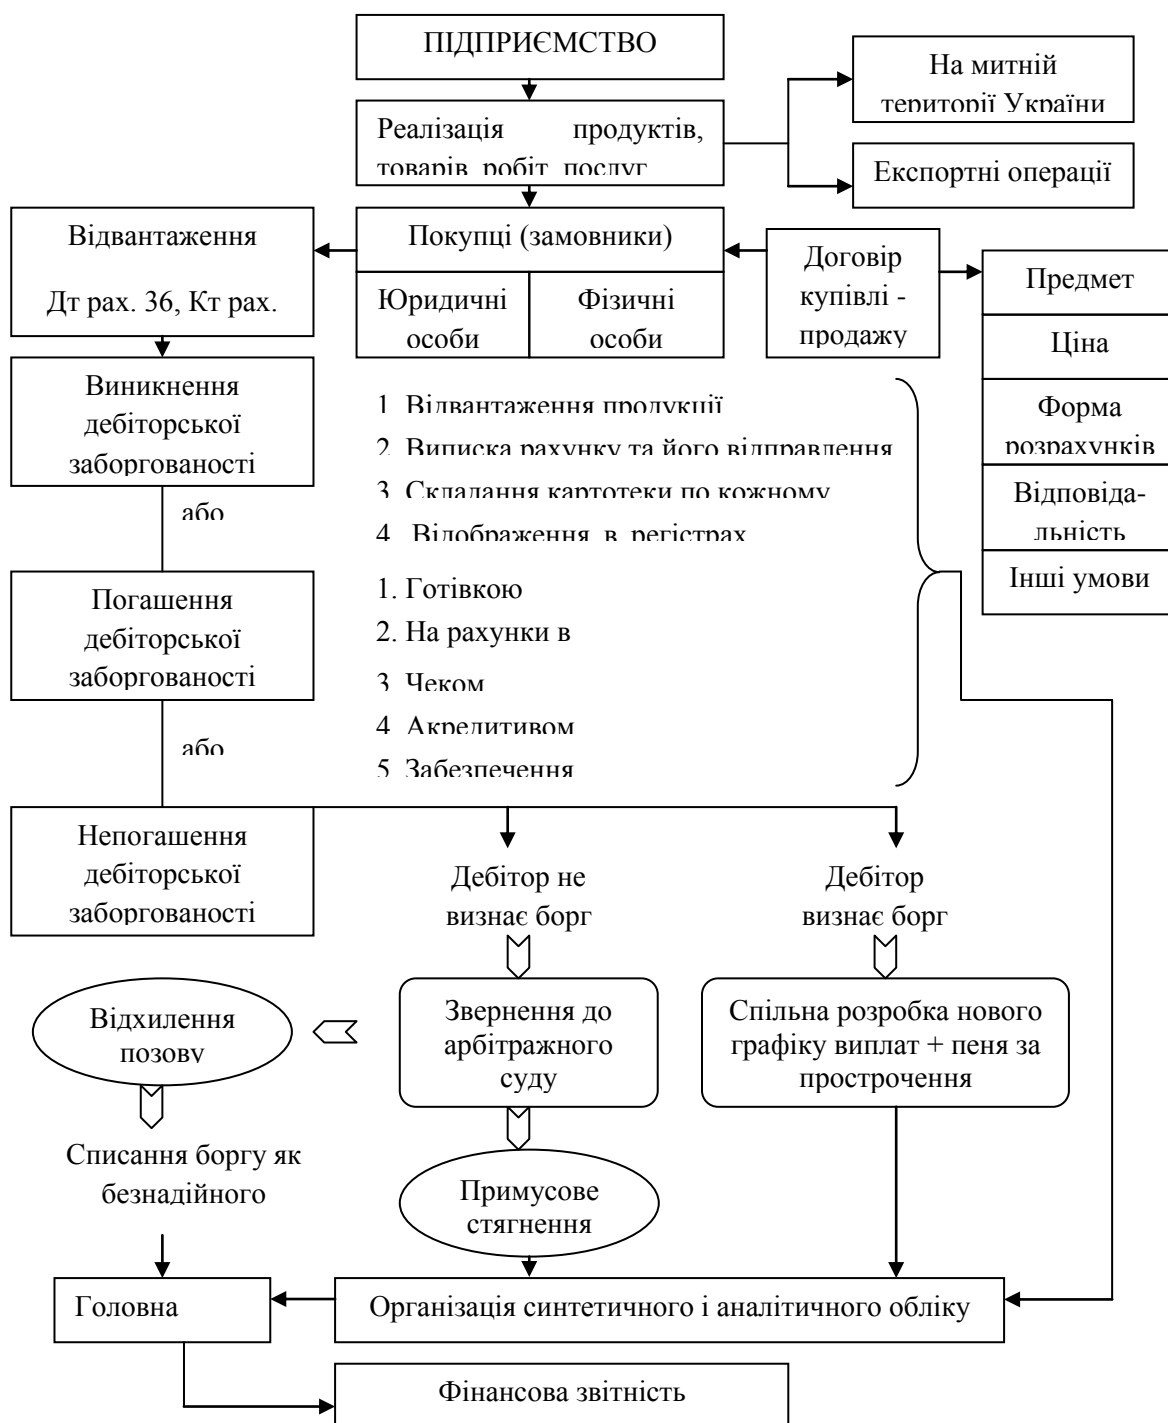 ПІДПРИЄМСТВО
На митній
території України
Реалізація продуктів,
товарів робіт послуг
Експортні операції
Відвантаження
Дт рах. 36, Кт рах.
Покупці (замовники)
Юридичні
особи
Фізичні
особи
Договір
купівлі -
продажу
Предмет
Ціна
Форма
розрахунків
Відповіда-
льність
Інші умови
Виникнення
дебіторської
заборгованості
1 Відвантаження продукції
2 Виписка рахунку та його відправлення
3 Складання картотеки по кожному
4 Відображення в регістрах
або
Погашення
дебіторської
заборгованості
1. Готівкою
2. На рахунки в
3 Чеком
4 Акредитивом
5 Забезпечення
або
Непогашення
дебіторської
заборгованості
Дебітор не
визнає борг
Дебітор
визнає борг
Відхилення
позову
Звернення до
арбітражного
суду
Спільна розробка нового
графіку виплат + пеня за
прострочення
Списання боргу як
безнадійного
Примусове
стягнення
Головна
Організація синтетичного і аналітичного обліку
Фінансова звітність